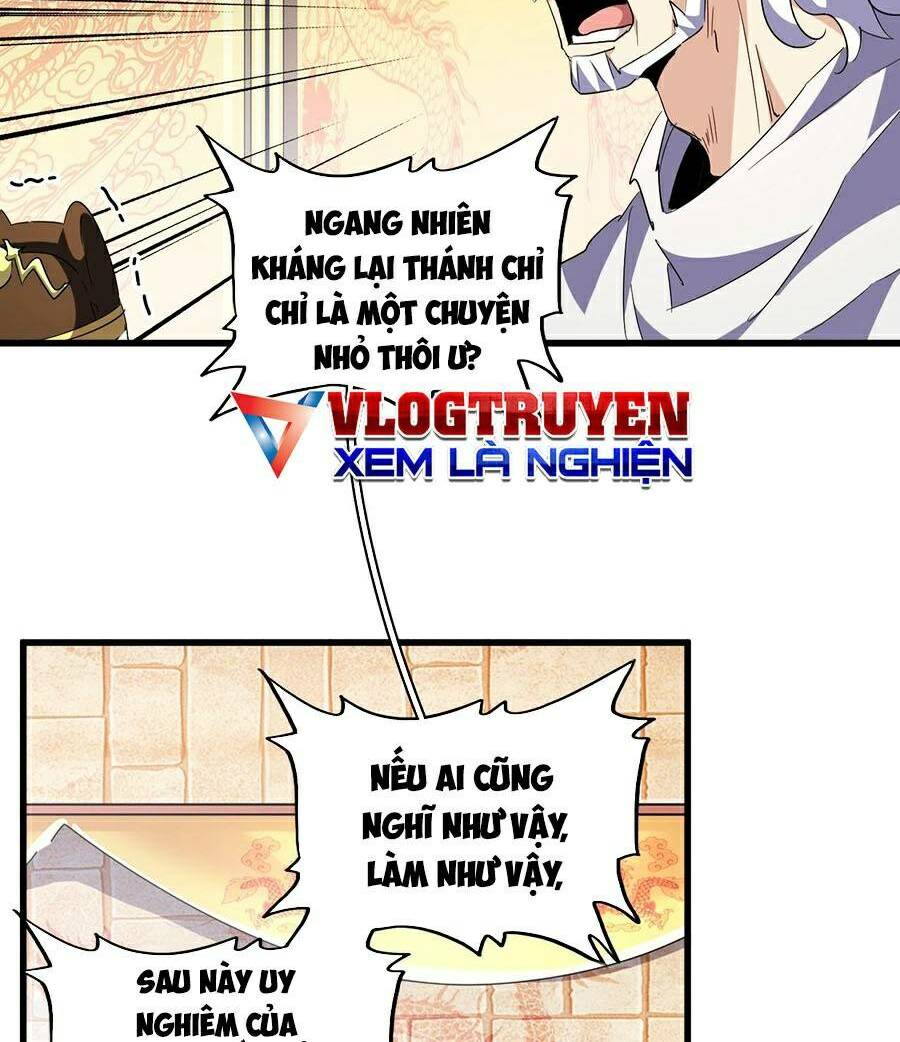 NGANG NHIÊN
KHÁNG LẠI THÁNH CHỈ
CHỈ LÀ MỘT CHUYỆN
NHỎ THÔI Ư?
VLOGTRUYEN
XEM LÀ NGHIỆN
NẾU AI CŨNG
NGHĨ NHƯ VẬY,
LÀM NHƯ VẬY,
SAU NÀY UY
NGHIÊM CỦA